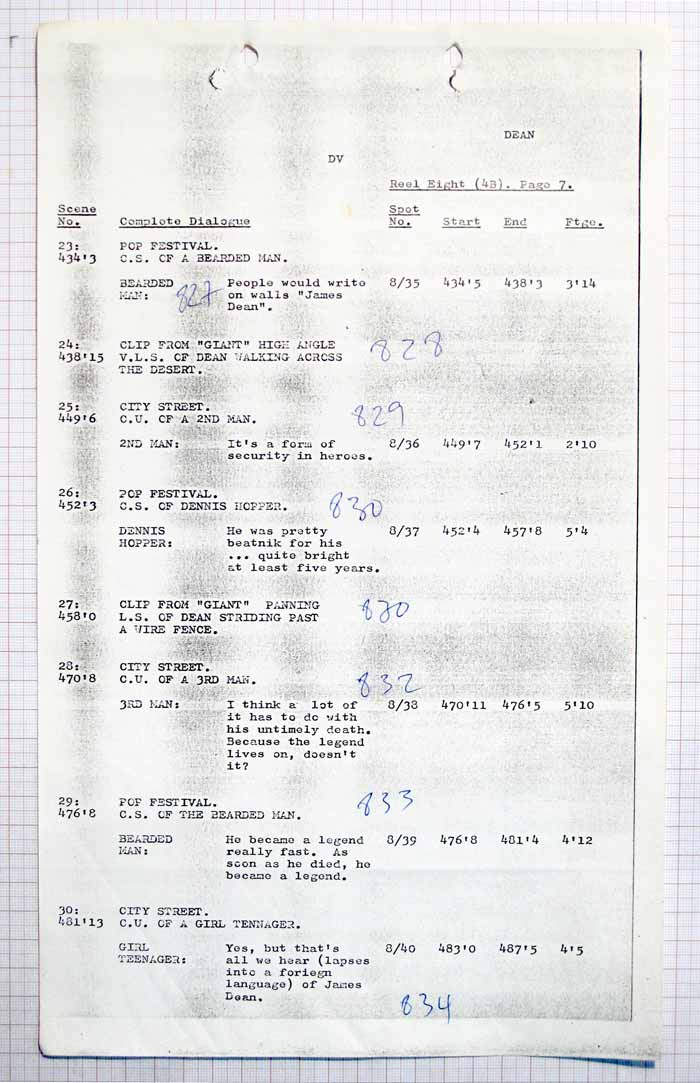 DEAN
DV
Reel Eight (4B). Page 7.
Scene No. Complete Dialogue Spot No. Start End Ftge.
23: POP FESTIVAL.
434'3 C.S. OF A BEARDED MAN.
BEARDED People would write 8/35 434'5 438'3 3'14
MAN: 827 on walls "James
Dean".
24: CLIP FROM "GIANT" HIGH ANGLE 828
438'15 V.L.S. OF DEAN WALKING ACROSS
THE DESERT.
25: CITY STREET. 829
449'6 C.U. OF A 2ND MAN.
2ND MAN: It's a form of 8/36 449'7 452'1 2'10
security in heroes.
26: POP FESTIVAL. 830
452'3 C.S. OF DENNIS HOPPER.
DENNIS He was pretty 8/37 452'4 457'8 5'4
HOPPER: beatnik for his
... quite bright
at least five years.
27: CLIP FROM "GIANT" PANNING
458'0 L.S. OF DEAN STRIDING PAST
A WIRE FENCE.
28: CITY STREET. 832
470'8 C.U. OF A 3RD MAN.
3RD MAN: I think a lot of 8/38 470'11 476'5 5'10
it has to do with
his untimely death.
Because the legend
lives on, doesn't
it?
29: POP FESTIVAL. 833
476'8 C.S. OF THE BEARDED MAN.
BEARDED He became a legend 8/39 476'8 481'4 4'12
MAN: really fast. As
soon as he died, he
became a legend.
30: CITY STREET.
481'13 C.U. OF A GIRL TENNAGER.
GIRL Yes, but that's 8/40 483'0 487'5 4'5
TEENAGER: all we hear (lapses
into a foriegn
language) of James
Dean.
834